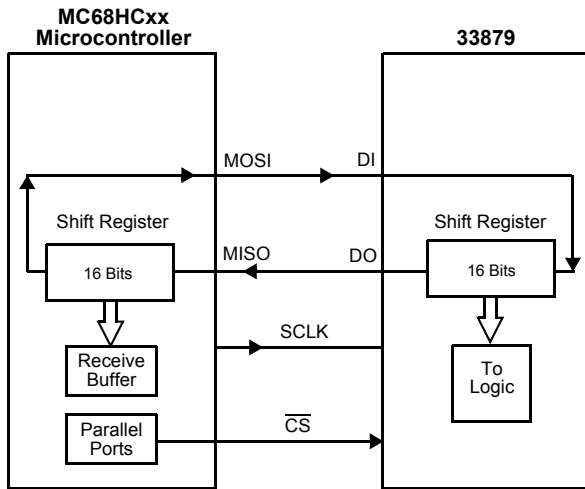 MC68HCxx
Microcontroller
33879
MOSI
DI
Shift Register
Shift Register
MISO
DO
16 Bits
16 Bits
SCLK
Receive
Buffer
To
Logic
Parallel
Ports
CS